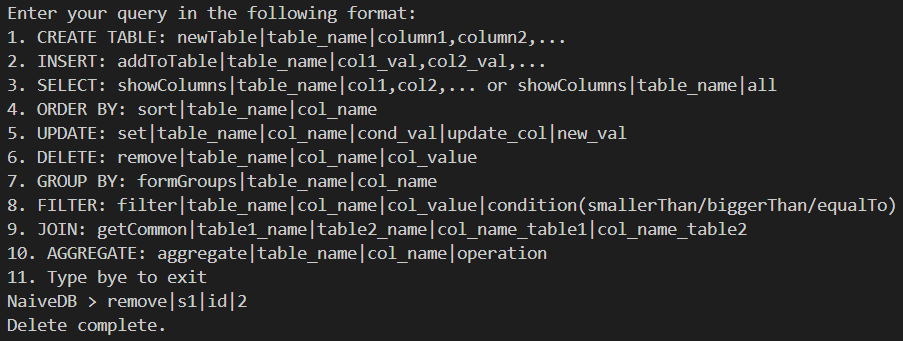 Enter your query in the following format:
1. CREATE TABLE: newTable|table_name|column1,column2,...
2. INSERT: addToTable|table_name|col1_val,col2_val,...
3. SELECT: showColumns|table_name|col1,col2,... or showColumns|table_name|all
4. ORDER BY: sort|table_name|col_name
5. UPDATE: set|table_name|col_name|cond_val|update_col|new_val
6. DELETE: remove|table_name|col_name|col_value
7. GROUP BY: formGroups|table_name|col_name
8. FILTER: filter|table_name|col_name|col_value|condition(smallerThan/biggerThan/equalTo)
9. JOIN: getCommon|table1_name|table2_name|col_name_table1|col_name_table2
10. AGGREGATE: aggregate|table_name|col_name|operation
11. Type bye to exit
NaiveDB > remove|s1|id|2
Delete complete.